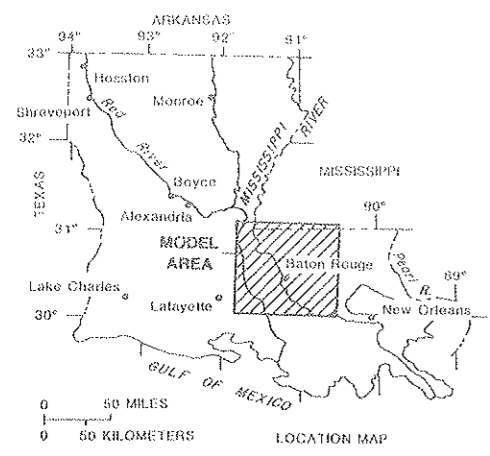 ARKANSAS
94° 93° 92° 91°
33°
Hosston
Monroe
Shreveport
Red
River
32°
MISSISSIPPI
RIVER
MISSISSIPPI
TEXAS
Boyce
Alexandria
90°
31°
MODEL
AREA
Baton Rouge
Pearl
R.
89°
Lake Charles
Lafayette
New Orleans
30°
GULF OF MEXICO
0 50 MILES
0 50 KILOMETERS
LOCATION MAP